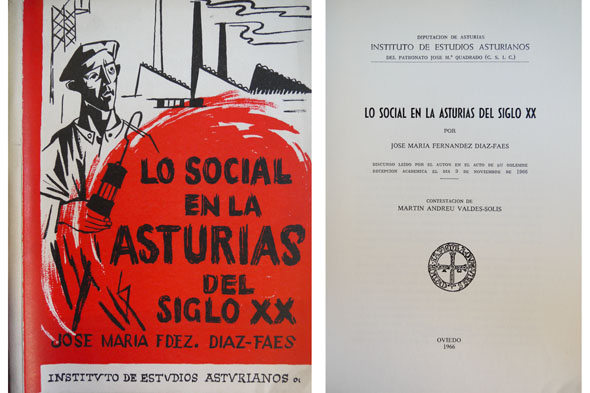 LO SOCIAL
EN LA
ASTURIAS
DEL
SIGLO XX
JOSE MARIA FDEZ. DIAZ-FAES
INSTITVTO DE ESTVDIOS ASTVRIANOS
DIPUTACION DE ASTURIAS
INSTITUTO DE ESTUDIOS ASTURIANOS
DEL PATRONATO JOSE Mª QUADRADO (C. S. I. C.)
LO SOCIAL EN LA ASTURIAS DEL SIGLO XX
POR
JOSE MARIA FERNANDEZ DIAZ-FAES
DISCURSO LEIDO POR EL AUTOR EN EL ACTO DE SU SOLEMNE
RECEPCION ACADEMICA EL DIA 9 DE NOVIEMBRE DE 1966
CONTESTACION DE
MARTIN ANDREU VALDES-SOLIS
OVIEDO
1966